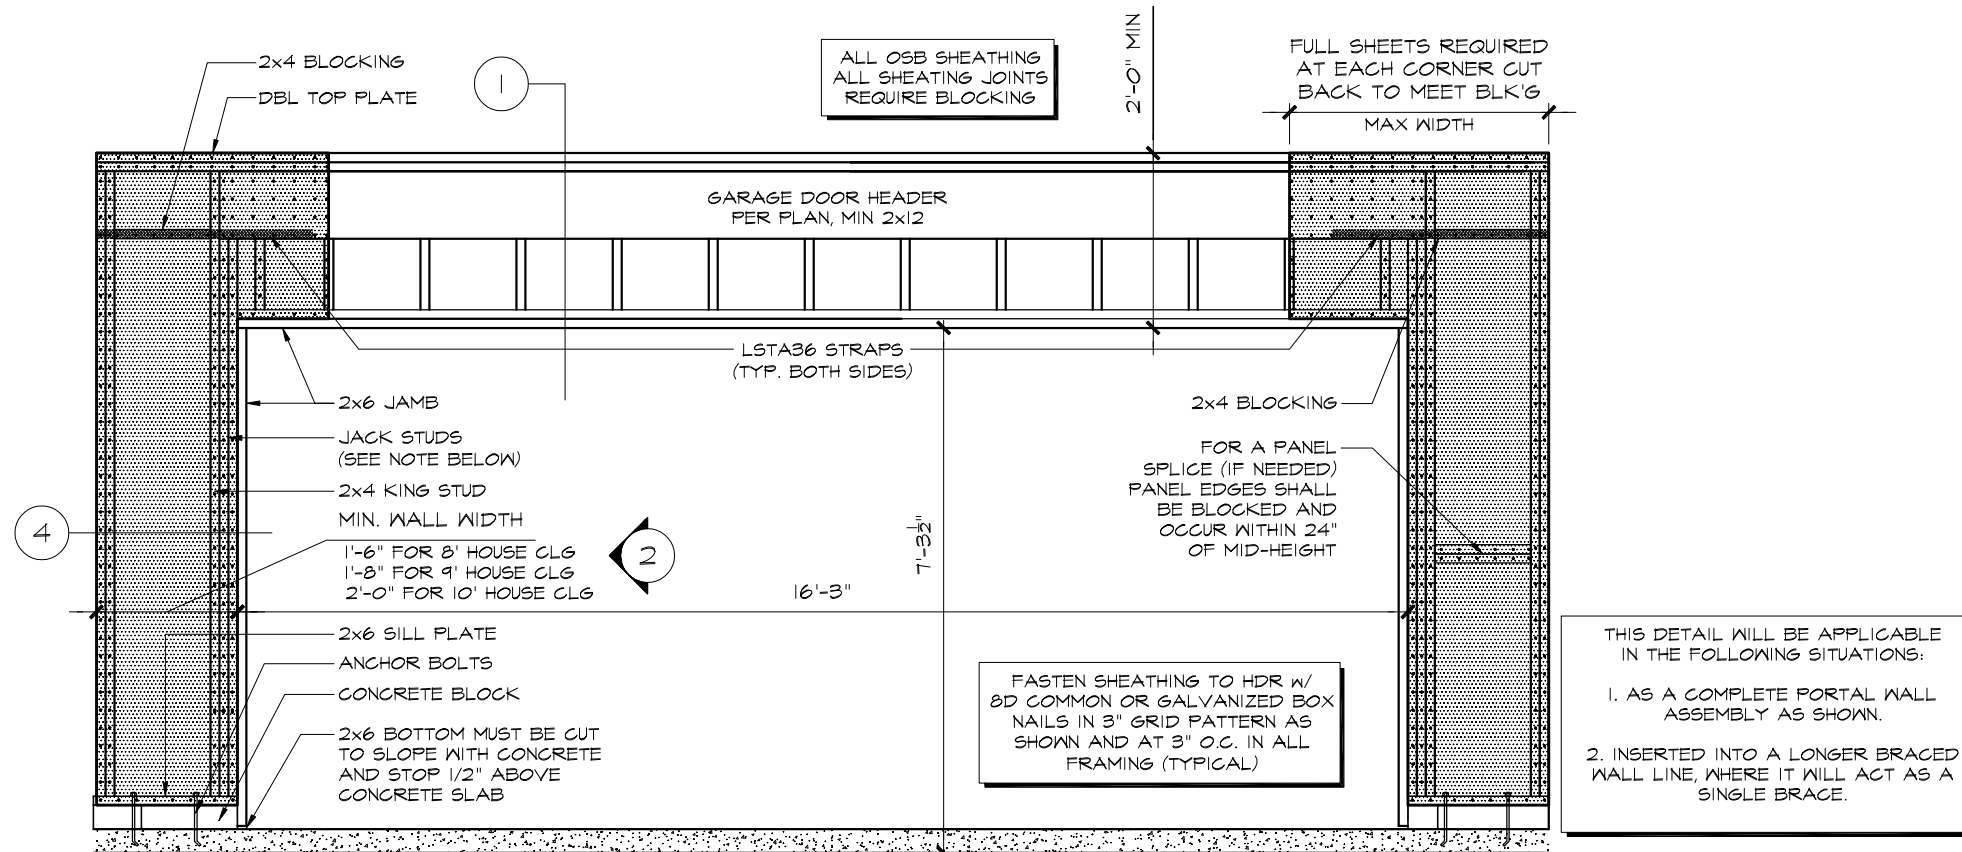 2x4 BLOCKING
DBL TOP PLATE
1
ALL OSB SHEATHING
ALL SHEATING JOINTS
REQUIRE BLOCKING
2'-0" MIN
FULL SHEETS REQUIRED
AT EACH CORNER CUT
BACK TO MEET BLK'G
MAX WIDTH
GARAGE DOOR HEADER
PER PLAN, MIN 2x12
LSTA36 STRAPS
(TYP. BOTH SIDES)
2x6 JAMB
JACK STUDS
(SEE NOTE BELOW)
2x4 KING STUD
MIN. WALL WIDTH
1'-6" FOR 8' HOUSE CLG
1'-8" FOR 9' HOUSE CLG
2'-0" FOR 10' HOUSE CLG
4
2
2x6 SILL PLATE
ANCHOR BOLTS
CONCRETE BLOCK
2x6 BOTTOM MUST BE CUT
TO SLOPE WITH CONCRETE
AND STOP 1/2" ABOVE
CONCRETE SLAB
16'-3"
7'-3 1/2"
2x4 BLOCKING
FOR A PANEL
SPLICE (IF NEEDED)
PANEL EDGES SHALL
BE BLOCKED AND
OCCUR WITHIN 24"
OF MID-HEIGHT
FASTEN SHEATHING TO HDR W/
8D COMMON OR GALVANIZED BOX
NAILS IN 3" GRID PATTERN AS
SHOWN AND AT 3" O.C. IN ALL
FRAMING (TYPICAL)
THIS DETAIL WILL BE APPLICABLE
IN THE FOLLOWING SITUATIONS:
1. AS A COMPLETE PORTAL WALL
ASSEMBLY AS SHOWN.
2. INSERTED INTO A LONGER BRACED
WALL LINE, WHERE IT WILL ACT AS A
SINGLE BRACE.